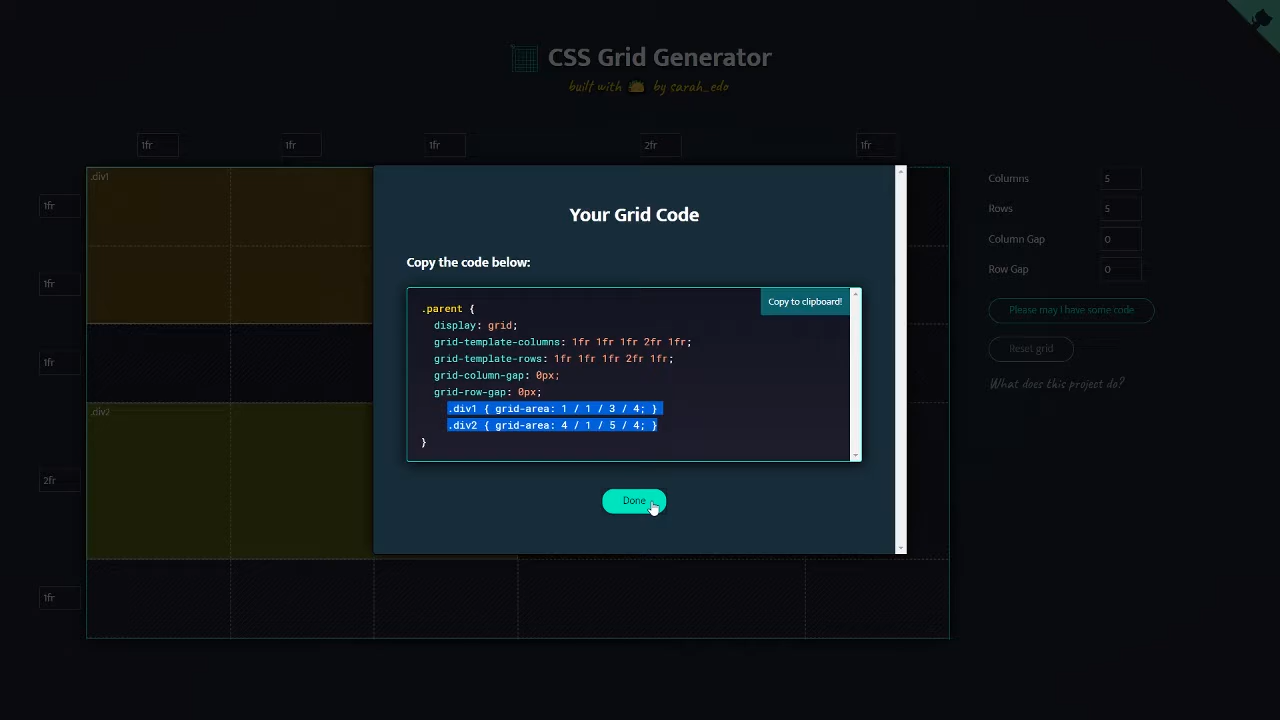 CSS Grid Generator
built with by sarah_edo
1fr
1fr
1fr
2fr
1fr
.div1
1fr
1fr
1fr
.div2
2fr
1fr
Columns
5
Rows
5
Column Gap
0
Row Gap
0
Please may I have some code
Reset grid
What does this project do?
Your Grid Code
Copy the code below:
Copy to clipboard!
.parent {
display: grid;
grid-template-columns: 1fr 1fr 1fr 2fr 1fr;
grid-template-rows: 1fr 1fr 1fr 2fr 1fr;
grid-column-gap: 0px;
grid-row-gap: 0px;
.div1 { grid-area: 1 / 1 / 3 / 4; }
.div2 { grid-area: 4 / 1 / 5 / 4; }
}
Done